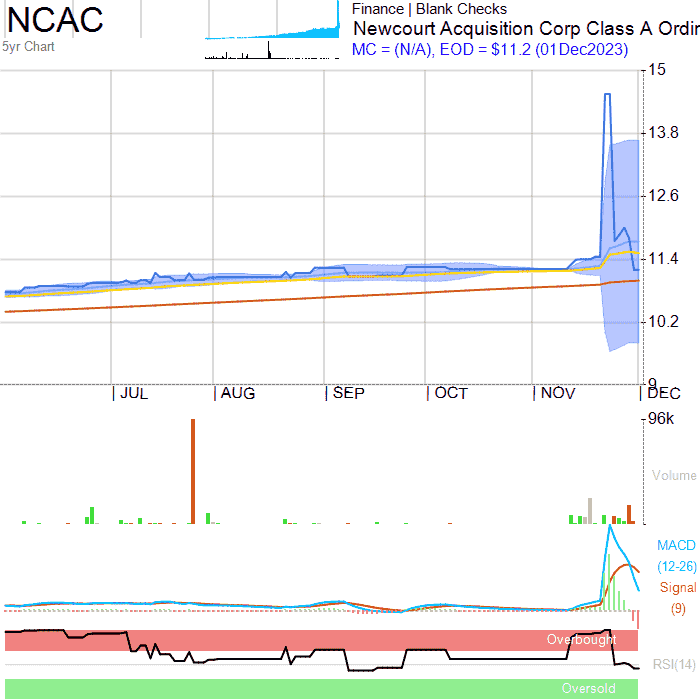 NCAC
5yr Chart
Finance | Blank Checks
Newcourt Acquisition Corp Class A Ordir
MC = (N/A), EOD = $11.2 (01Dec2023)
15
13.8
12.6
11.4
10.2
9
JUL AUG SEP OCT NOV DEC
96k
Volume
MACD
(12-26)
Signal
(9)
Overbought
RSI(14)
Oversold